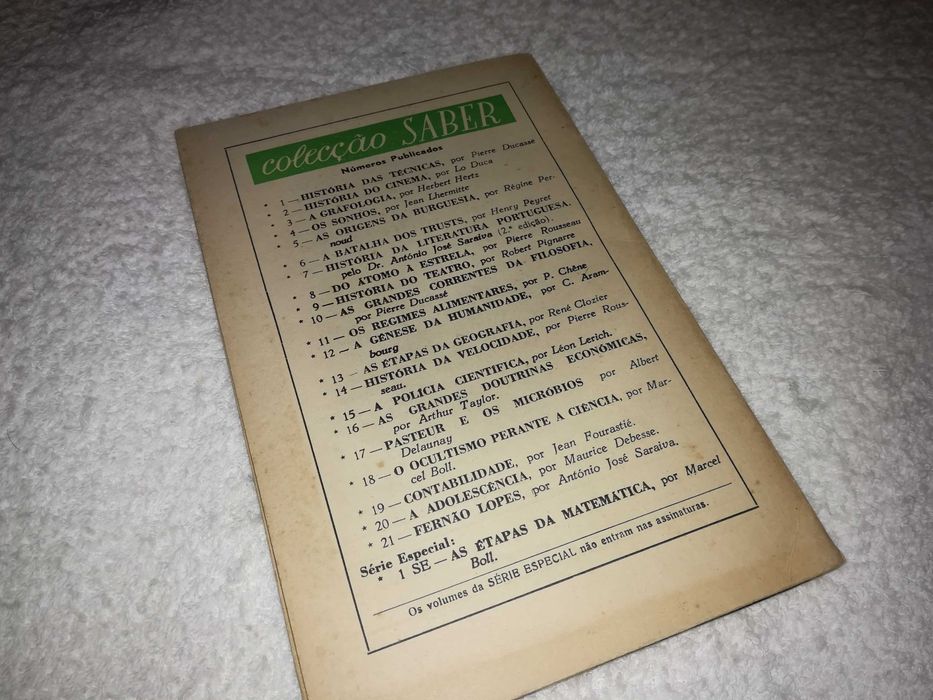 colecção SABER
Números Publicados
* 1 — HISTÓRIA DAS TÉCNICAS, por Pierre Ducassé
* 2 — HISTÓRIA DO CINEMA, por Lo Duca
* 3 — A GRAFOLOGIA, por Herbert Hertz
* 4 — OS SONHOS, por Jean Lhermitte
* 5 — AS ORIGENS DA BURGUESIA, por Régine Per-
noud
* 6 — A BATALHA DOS TRUSTS, por Henry Peyret
* 7 — HISTÓRIA DA LITERATURA PORTUGUESA,
pelo Dr. António José Saraiva (2.ª edição).
* 8 — DO ÁTOMO À ESTRELA, por Pierre Rousseau
* 9 — HISTÓRIA DO TEATRO, por Robert Pignarre
* 10 — AS GRANDES CORRENTES DA FILOSOFIA,
por Pierre Ducassé
* 11 — OS REGIMES ALIMENTARES, por P. Chêne
* 12 — A GÉNESE DA HUMANIDADE, por C. Aram-
bourg
* 13 — AS ETAPAS DA GEOGRAFIA, por René Clozier
* 14 — HISTÓRIA DA VELOCIDADE, por Pierre Rous-
seau.
* 15 — A POLÍCIA CIENTÍFICA, por Léon Lerich.
* 16 — AS GRANDES DOUTRINAS ECONÓMICAS,
por Arthur Taylor.
* 17 — PASTEUR E OS MICRÓBIOS por Albert
Delaunay
* 18 — O OCULTISMO PERANTE A CIÊNCIA, por Mar-
cel Boll.
* 19 — CONTABILIDADE, por Jean Fourastié.
* 20 — A ADOLESCÊNCIA, por Maurice Debesse.
* 21 — FERNÃO LOPES, por António José Saraiva.
Série Especial:
* 1 SE — AS ETAPAS DA MATEMÁTICA, por Marcel
Boll.
Os volumes da SÉRIE ESPECIAL não entram nas assinaturas.